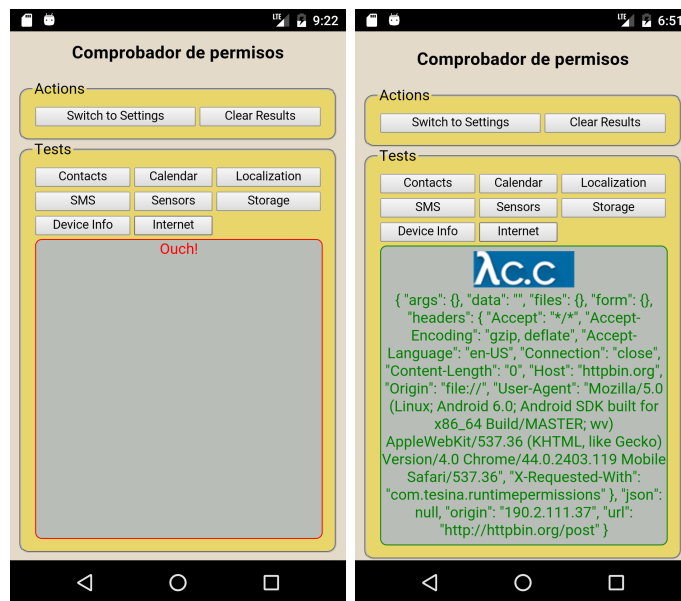 LTE 9:22
Comprobador de permisos
Actions
Switch to Settings Clear Results
Tests
Contacts Calendar Localization
SMS Sensors Storage
Device Info Internet
Ouch!
LTE 6:51
Comprobador de permisos
Actions
Switch to Settings Clear Results
Tests
Contacts Calendar Localization
SMS Sensors Storage
Device Info Internet
λc.c
{ "args": {}, "data": "", "files": {}, "form": {},
"headers": { "Accept": "*/*", "Accept-
Encoding": "gzip, deflate", "Accept-
Language": "en-US", "Connection": "close",
"Content-Length": "0", "Host": "httpbin.org",
"Origin": "file://", "User-Agent": "Mozilla/5.0
(Linux; Android 6.0; Android SDK built for
x86_64 Build/MASTER; wv)
AppleWebKit/537.36 (KHTML, like Gecko)
Version/4.0 Chrome/44.0.2403.119 Mobile
Safari/537.36", "X-Requested-With":
"com.tesina.runtimepermissions" }, "json":
null, "origin": "190.2.111.37", "url":
"http://httpbin.org/post" }